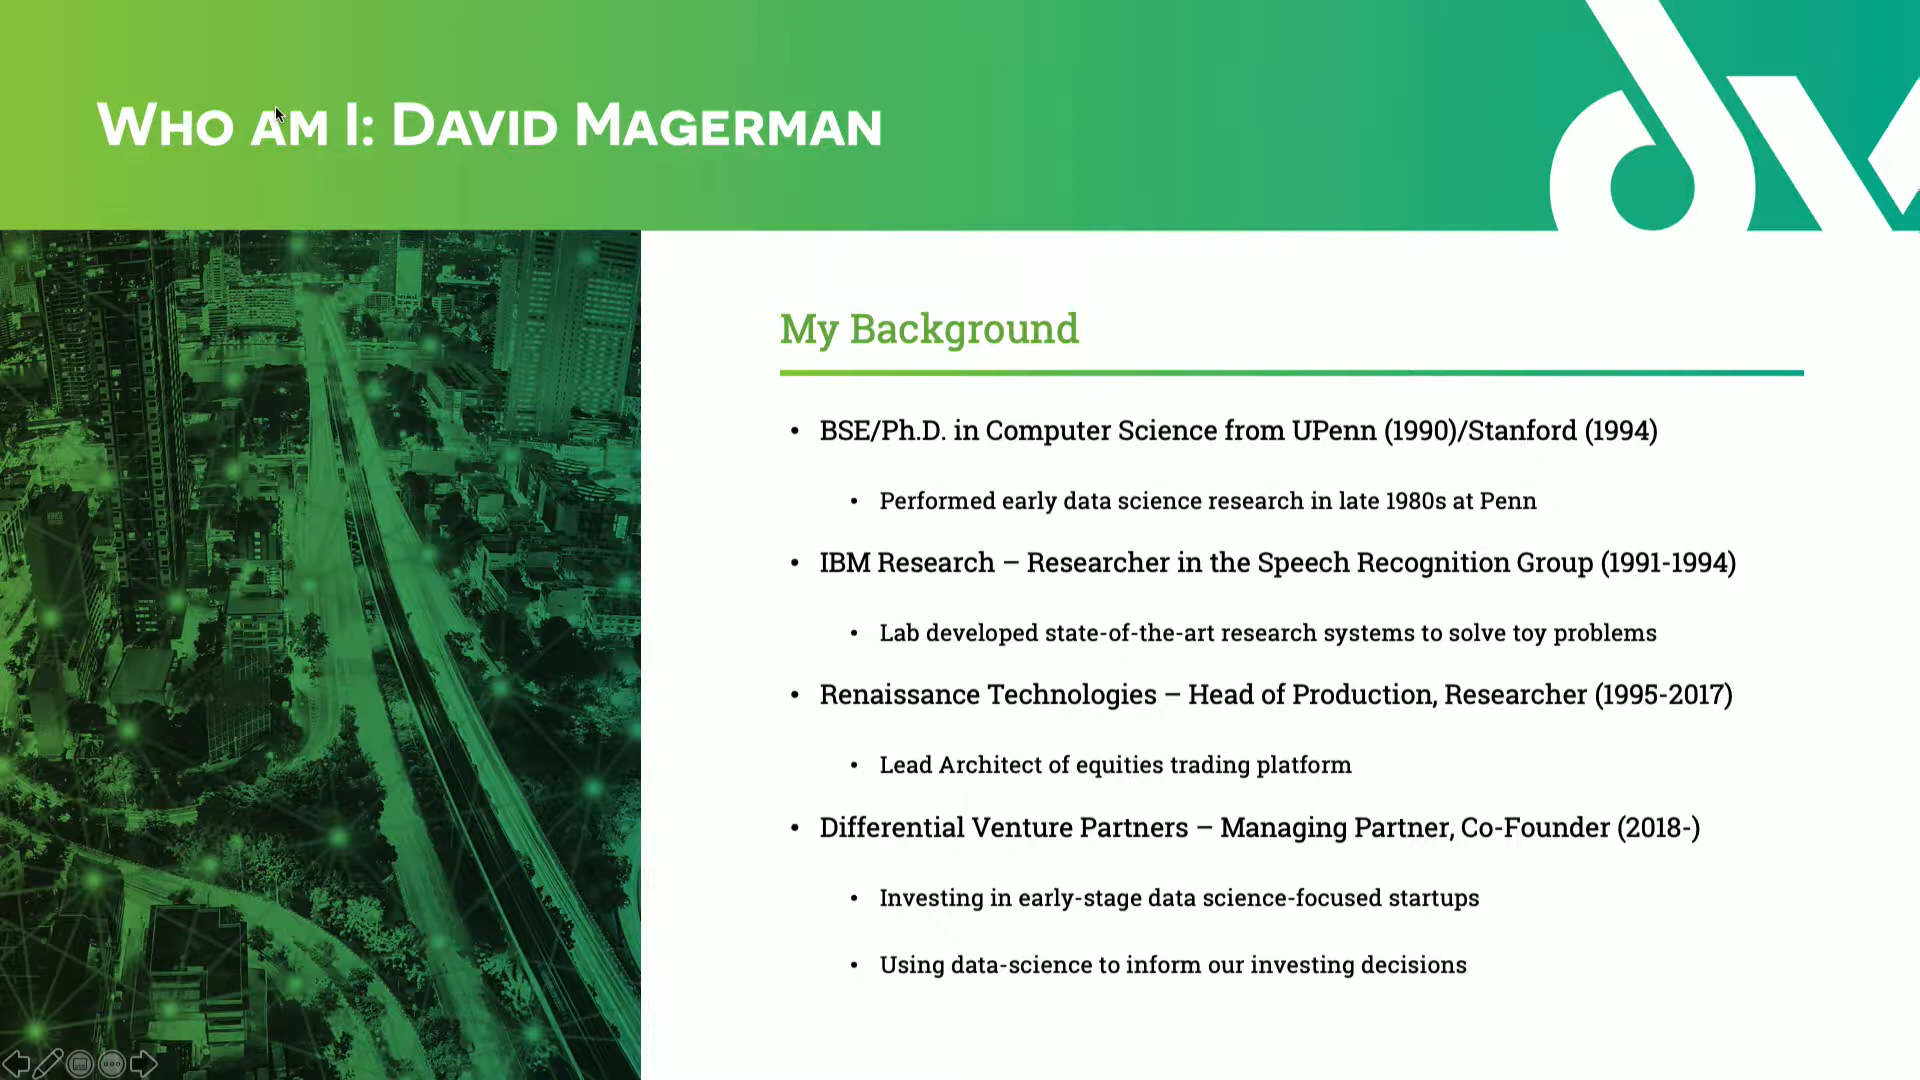 Who am I: David Magerman
My Background
• BSE/Ph.D. in Computer Science from UPenn (1990)/Stanford (1994)
• Performed early data science research in late 1980s at Penn
• IBM Research – Researcher in the Speech Recognition Group (1991-1994)
• Lab developed state-of-the-art research systems to solve toy problems
• Renaissance Technologies – Head of Production, Researcher (1995-2017)
• Lead Architect of equities trading platform
• Differential Venture Partners – Managing Partner, Co-Founder (2018-)
• Investing in early-stage data science-focused startups
• Using data-science to inform our investing decisions